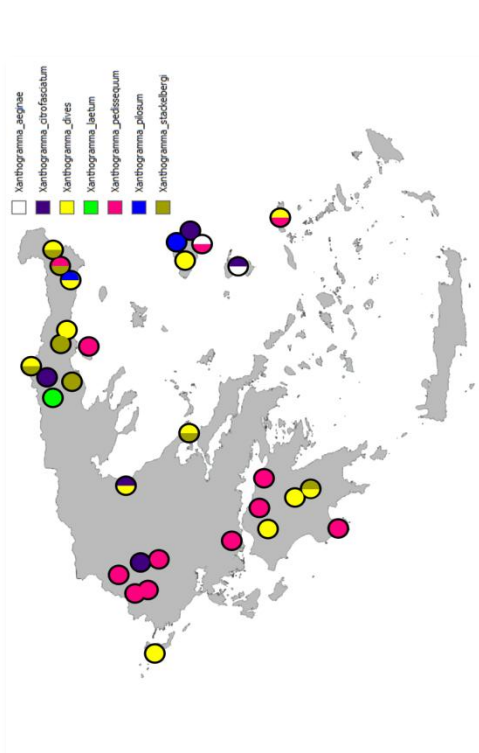 Xanthogramma_aeginae
Xanthogramma_citrofasciatum
Xanthogramma_dives
Xanthogramma_laetum
Xanthogramma_pedissequum
Xanthogramma_pilosum
Xanthogramma_stackelbergi